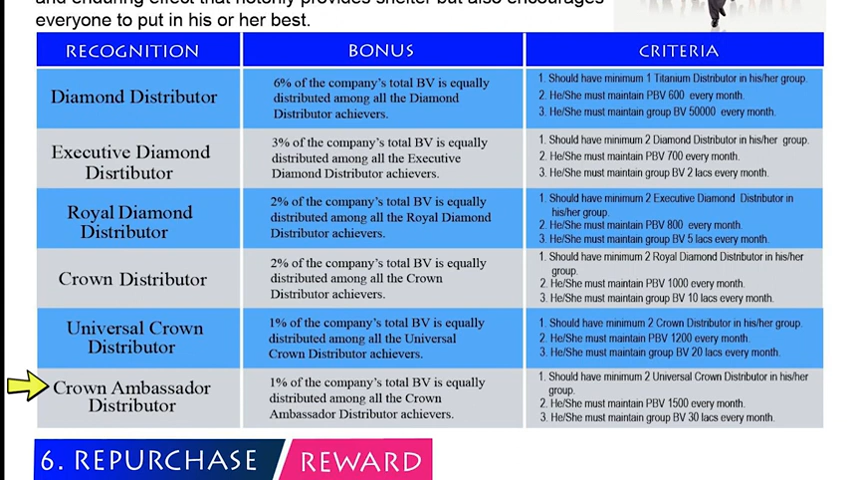 and enduring effect that notonly provides shelter but also encourages
everyone to put in his or her best.
RECOGNITION BONUS CRITERIA
Diamond Distributor
6% of the company's total BV is equally
distributed among all the Diamond
Distributor achievers.
1. Should have minimum 1 Titanium Distributor in his/her group.
2. He/She must maintain PBV 600 every month.
3. He/She must maintain group BV 50000 every month.
Executive Diamond
Disrtibutor
3% of the company's total BV is equally
distributed among all the Executive
Diamond Distributor achievers.
1. Should have minimum 2 Diamond Distributor in his/her group.
2. He/She must maintain PBV 700 every month.
3. He/She must maintain group BV 2 lacs every month.
Royal Diamond
Distributor
2% of the company's total BV is equally
distributed among all the Royal Diamond
Distributor achievers.
1. Should have minimum 2 Executive Diamond Distributor in
his/her group.
2. He/She must maintain PBV 800 every month.
3. He/She must maintain group BV 5 lacs every month.
Crown Distributor
2% of the company's total BV is equally
distributed among all the Crown
Distributor achievers.
1. Should have minimum 2 Royal Diamond Distributor in his/her
group.
2. He/She must maintain PBV 1000 every month.
3. He/She must maintain group BV 10 lacs every month.
Universal Crown
Distributor
1% of the company's total BV is equally
distributed among all the Universal
Crown Distributor achievers.
1. Should have minimum 2 Crown Distributor in his/her group.
2. He/She must maintain PBV 1200 every month.
3. He/She must maintain group BV 20 lacs every month.
Crown Ambassador
Distributor
1% of the company's total BV is equally
distributed among all the Crown
Ambassador Distributor achievers.
1. Should have minimum 2 Universal Crown Distributor in his/her
group.
2. He/She must maintain PBV 1500 every month.
3. He/She must maintain group BV 30 lacs every month.
6. REPURCHASE REWARD